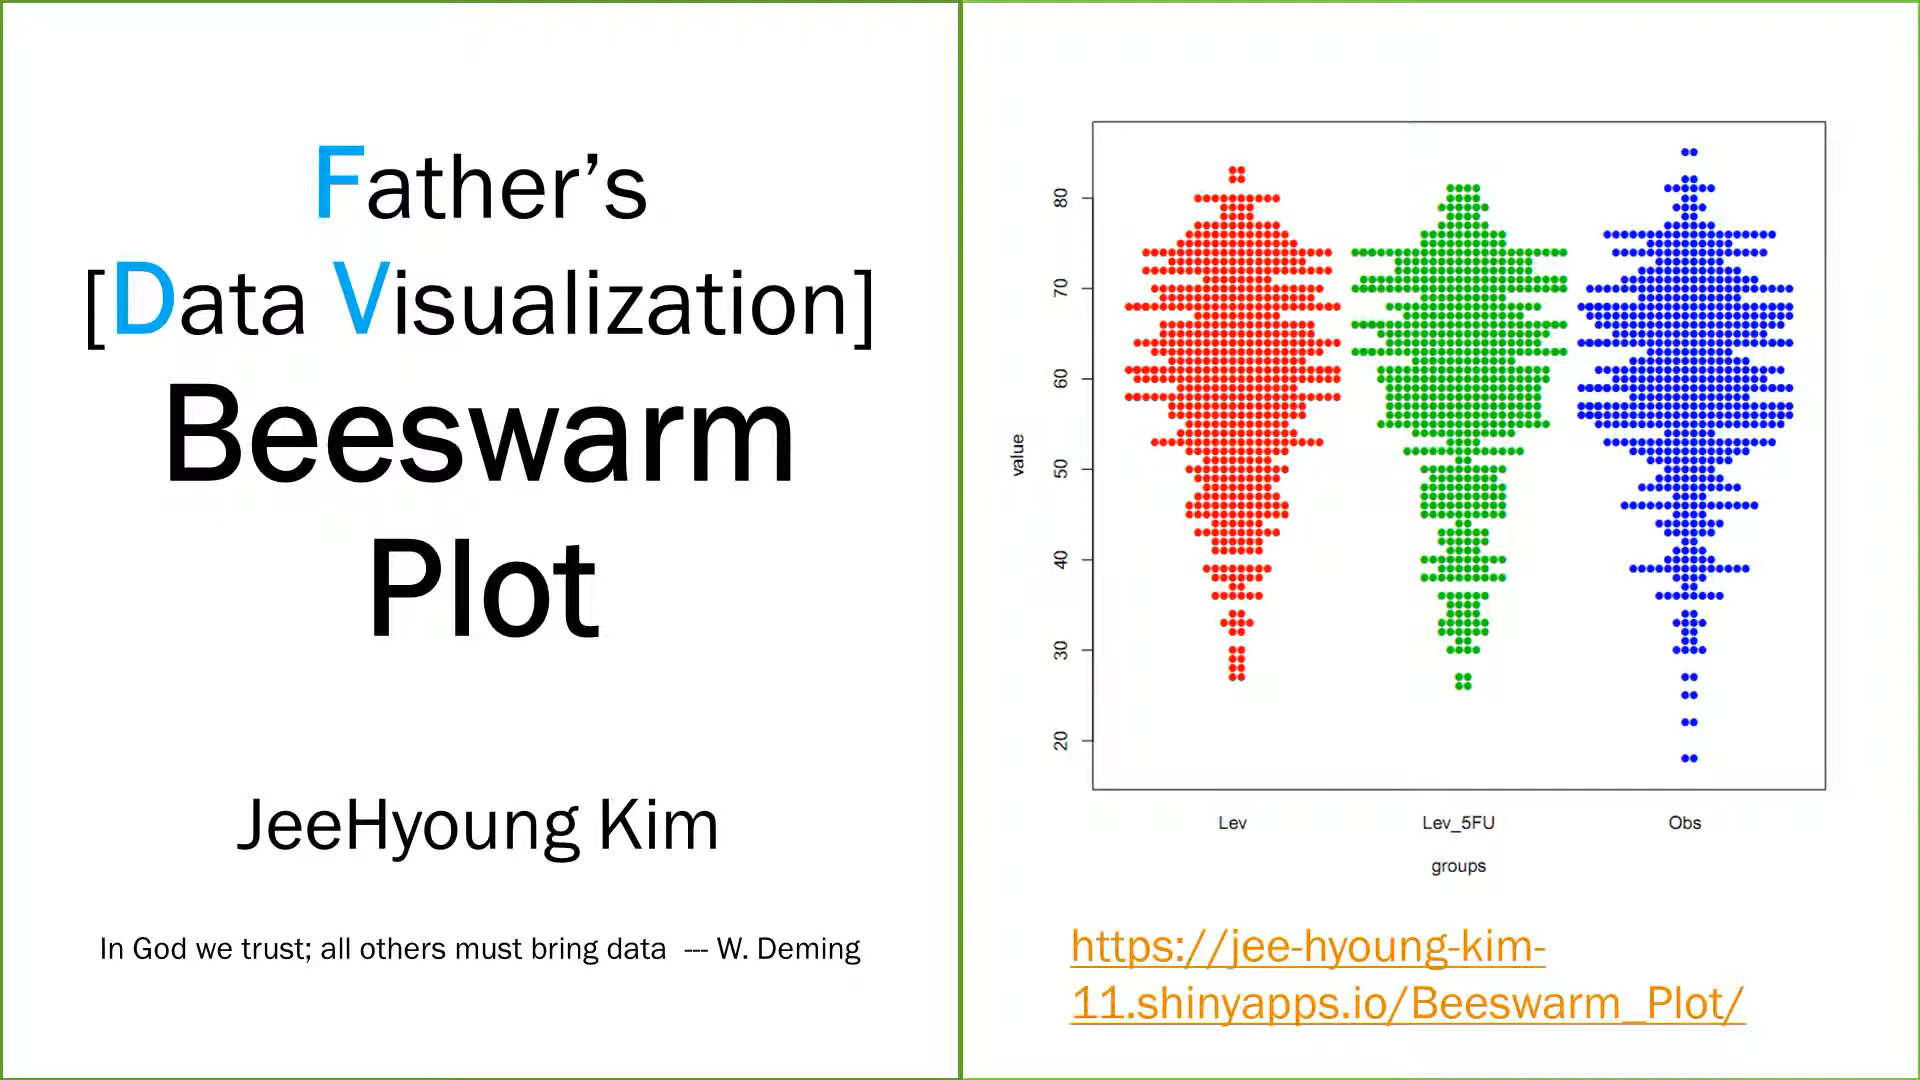 Father’s
[Data Visualization]
Beeswarm
Plot
JeeHyoung Kim
In God we trust; all others must bring data --- W. Deming
value
80
70
60
50
40
30
20
Lev Lev_5FU Obs
groups
https://jee-hyoung-kim-
11.shinyapps.io/Beeswarm_Plot/